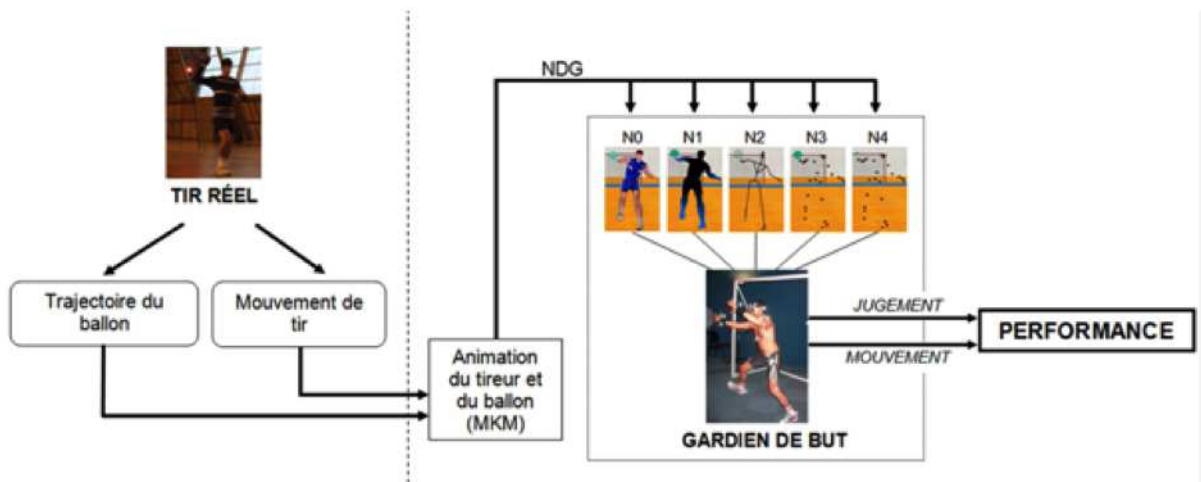 TIR RÉEL
Trajectoire du
ballon
Mouvement de
tir
Animation
du tireur et
du ballon
(MKM)
NDG
N0
N1
N2
N3
N4
GARDIEN DE BUT
JUGEMENT
MOUVEMENT
PERFORMANCE